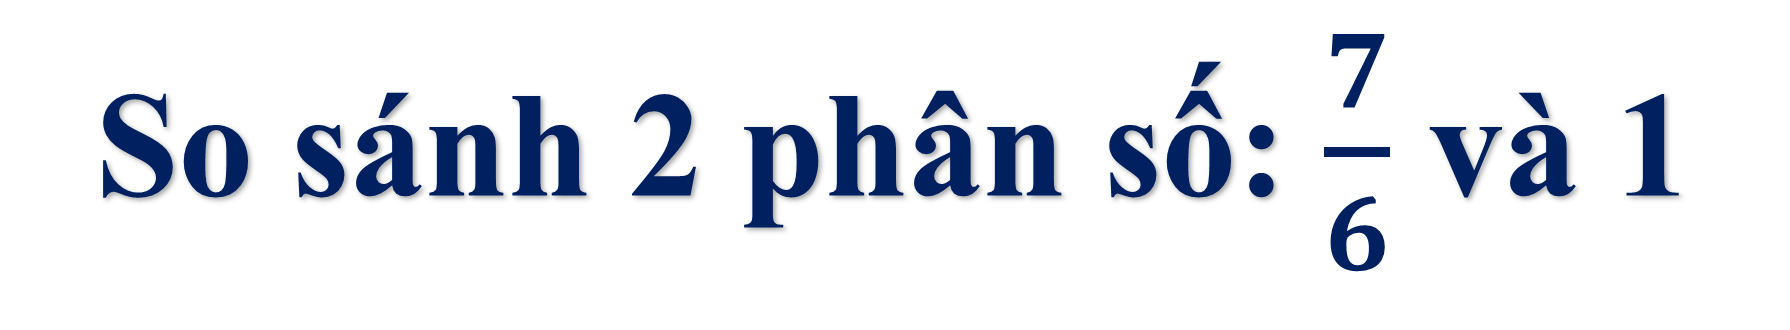 So sánh 2 phân số: 7/6 và 1